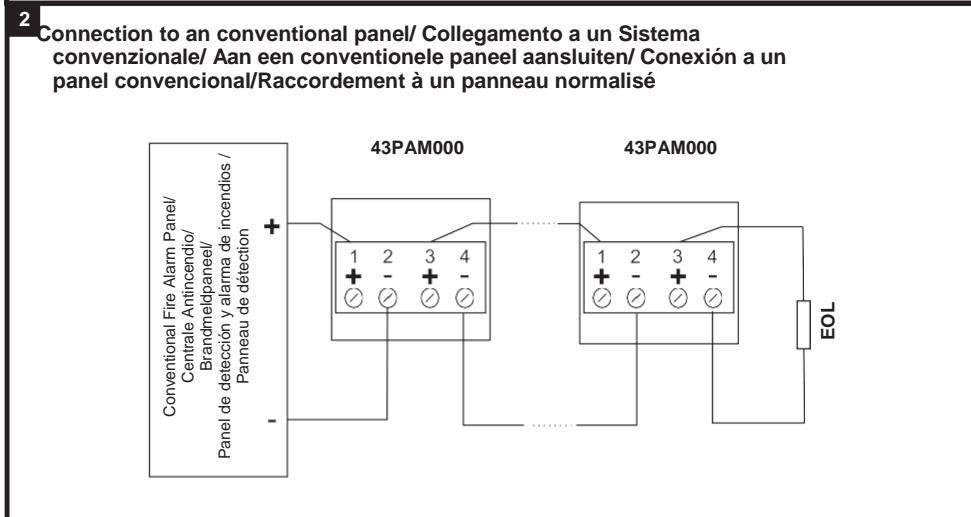 2
Connection to an conventional panel/ Collegamento a un Sistema
convenzionale/ Aan een conventionele paneel aansluiten/ Conexión a un
panel convencional/Raccordement à un panneau normalisé
43PAM000
43PAM000
Conventional Fire Alarm Panel/
Centrale Antincendio/
Brandmeldpaneel/
Panel de detección y alarma de incendios /
Panneau de détection
+
-
1 2 3 4
+ - + -
1 2 3 4
+ - + -
EOL